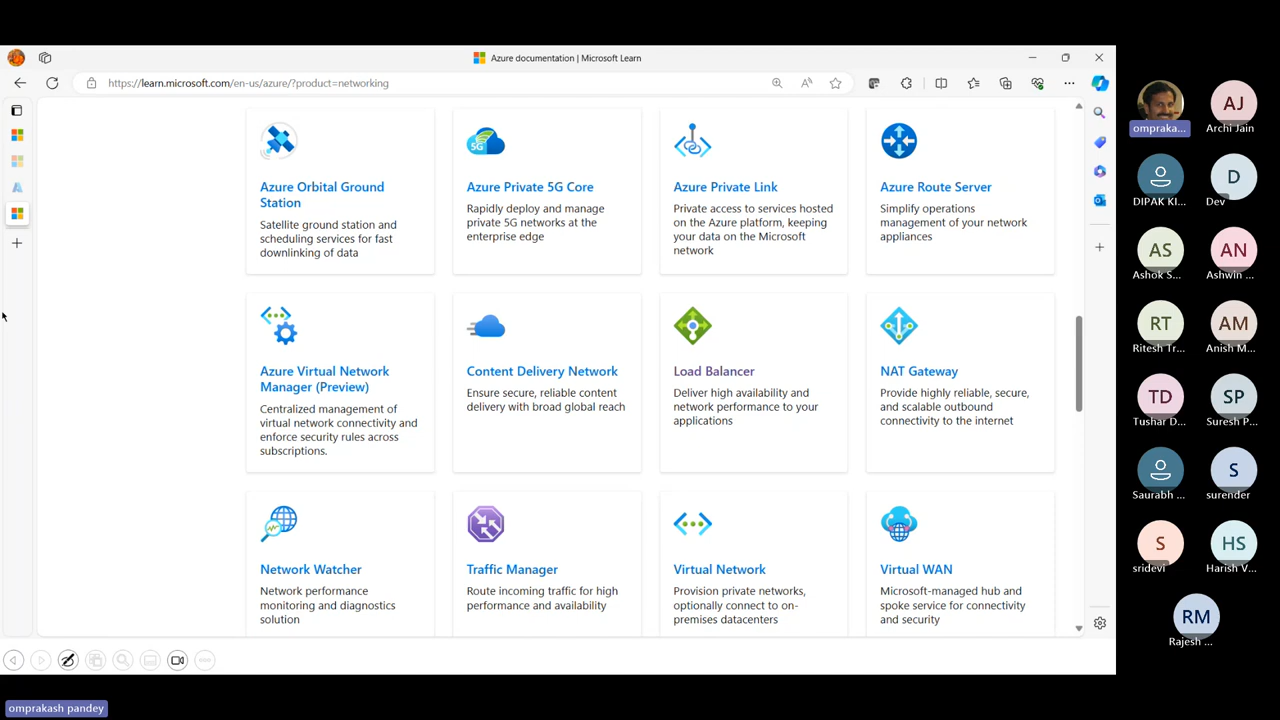 Azure documentation | Microsoft Learn
https://learn.microsoft.com/en-us/azure/?product=networking
Azure Orbital Ground
Station
Satellite ground station and
scheduling services for fast
downlinking of data
Azure Private 5G Core
Rapidly deploy and manage
private 5G networks at the
enterprise edge
Azure Private Link
Private access to services hosted
on the Azure platform, keeping
your data on the Microsoft
network
Azure Route Server
Simplify operations
management of your network
appliances
5G
Azure Virtual Network
Manager (Preview)
Centralized management of
virtual network connectivity and
enforce security rules across
subscriptions.
Content Delivery Network
Ensure secure, reliable content
delivery with broad global reach
Load Balancer
Deliver high availability and
network performance to your
applications
NAT Gateway
Provide highly reliable, secure,
and scalable outbound
connectivity to the internet
Network Watcher
Network performance
monitoring and diagnostics
solution
Traffic Manager
Route incoming traffic for high
performance and availability
Virtual Network
Provision private networks,
optionally connect to on-
premises datacenters
Virtual WAN
Microsoft-managed hub and
spoke service for connectivity
and security
ompraka...
AJ
Archi Jain
DIPAK KI...
D
Dev
AS
Ashok S...
AN
Ashwin ...
RT
Ritesh Tr...
AM
Anish M...
TD
Tushar D...
SP
Suresh P...
Saurabh ...
S
surender
S
sridevi
HS
Harish V...
RM
Rajesh ...
omprakash pandey